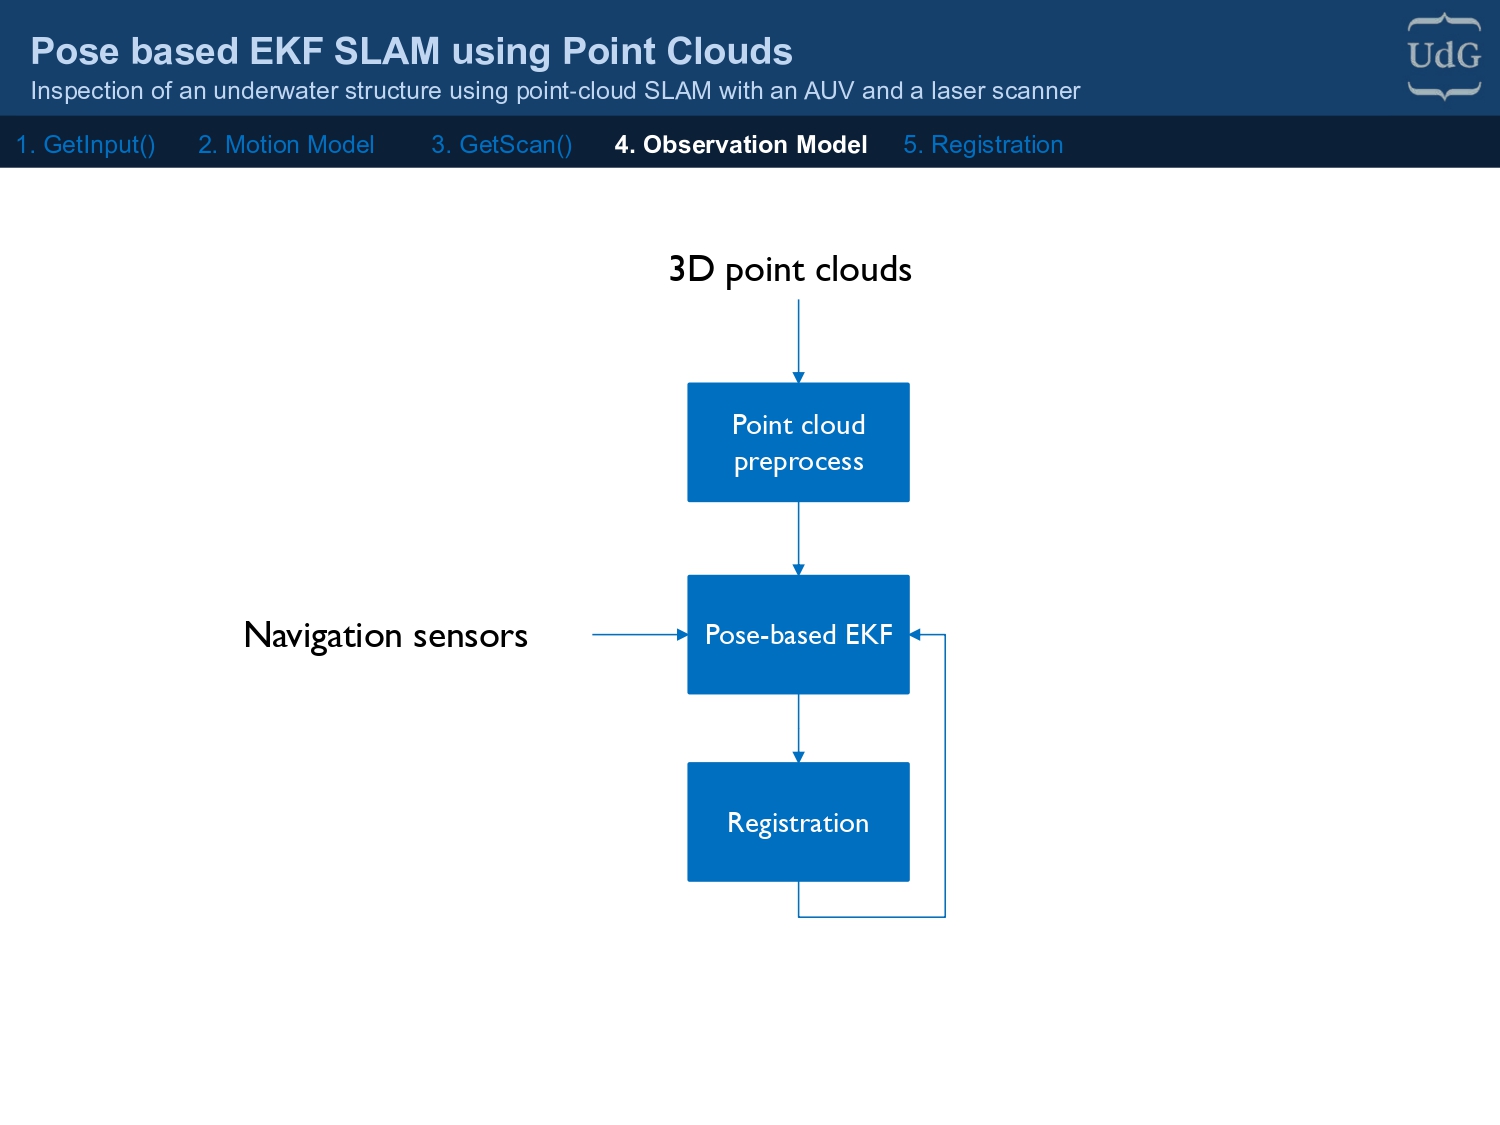 Pose based EKF SLAM using Point Clouds
Inspection of an underwater structure using point-cloud SLAM with an AUV and a laser scanner
UdG
1. GetInput() 2. Motion Model 3. GetScan() 4. Observation Model 5. Registration
3D point clouds
Point cloud
preprocess
Navigation sensors
Pose-based EKF
Registration